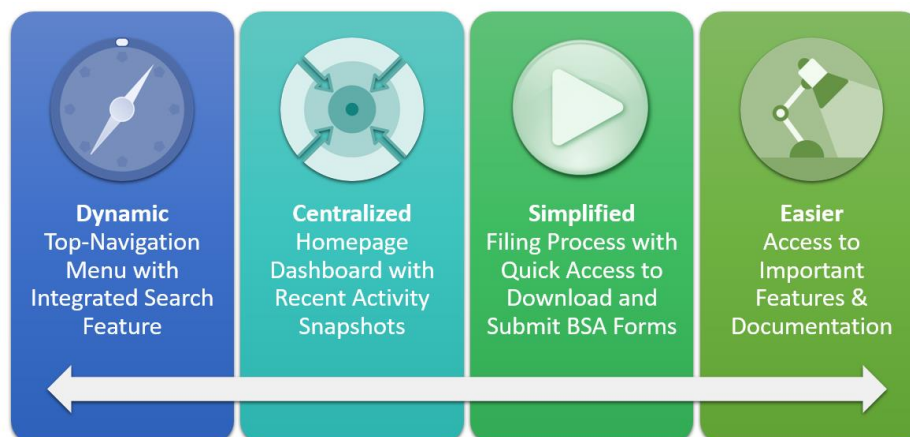 Dynamic
Top-Navigation
Menu with
Integrated Search
Feature
Centralized
Homepage
Dashboard with
Recent Activity
Snapshots
Simplified
Filing Process with
Quick Access to
Download and
Submit BSA Forms
Easier
Access to
Important
Features &
Documentation